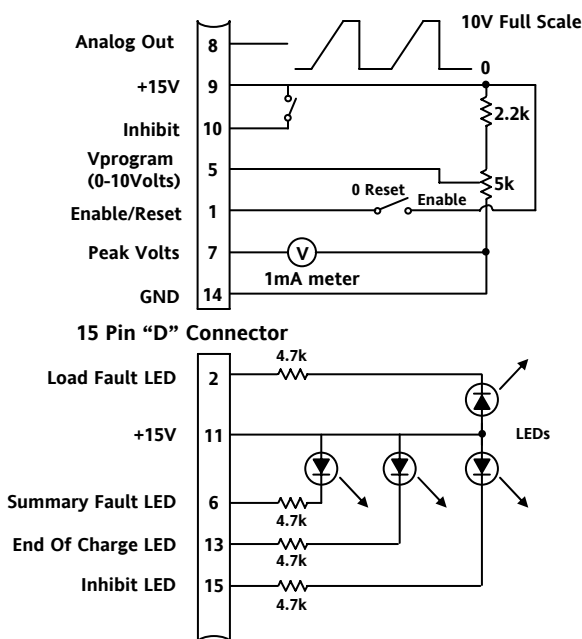 10V Full Scale
Analog Out 8
0
+15V 9
2.2k
Inhibit 10
Vprogram
(0-10Volts) 5
5k
0 Reset Enable
Enable/Reset 1
Peak Volts 7 V
1mA meter
GND 14
15 Pin “D” Connector
4.7k
Load Fault LED 2
+15V 11 LEDs
Summary Fault LED 6
4.7k
End Of Charge LED 13
4.7k
Inhibit LED 15
4.7k